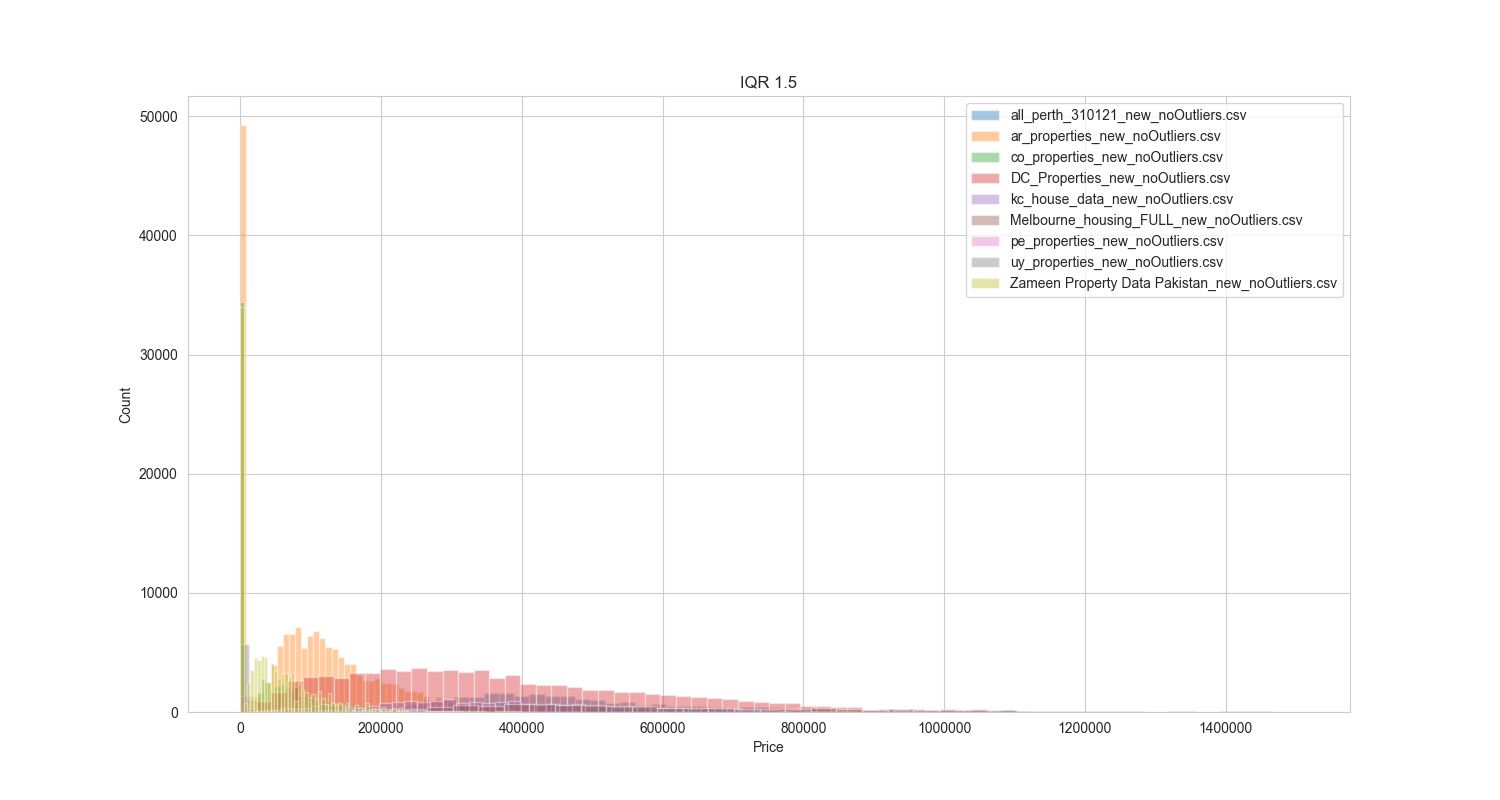 IQR 1.5
50000
40000
30000
20000
10000
0
Count
0
200000
400000
600000
800000
1000000
1200000
1400000
Price
all_perth_310121_new_noOutliers.csv
ar_properties_new_noOutliers.csv
co_properties_new_noOutliers.csv
DC_Properties_new_noOutliers.csv
kc_house_data_new_noOutliers.csv
Melbourne_housing_FULL_new_noOutliers.csv
pe_properties_new_noOutliers.csv
uy_properties_new_noOutliers.csv
Zameen Property Data Pakistan_new_noOutliers.csv